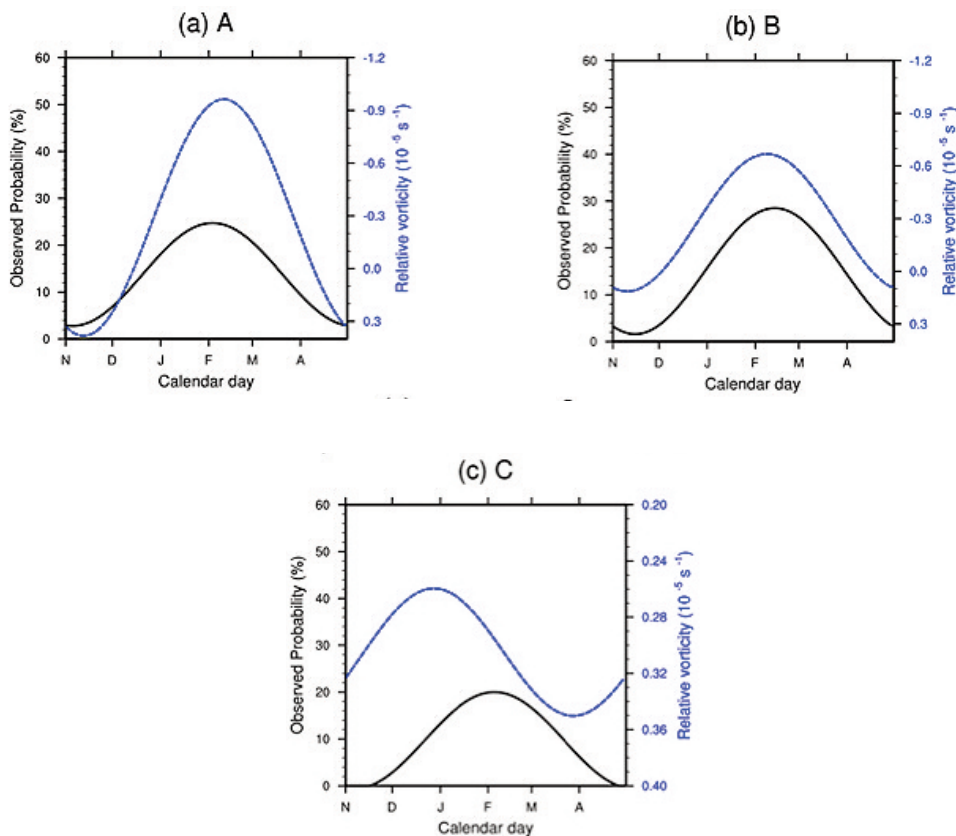 (a) A
60
50
40
30
20
10
0
Observed Probability (%)
-1.2
-0.9
-0.6
-0.3
0.0
0.3
Relative vorticity (10 -5 s -1)
N D J F M A
Calendar day
(b) B
60
50
40
30
20
10
0
Observed Probability (%)
-1.2
-0.9
-0.6
-0.3
0.0
0.3
Relative vorticity (10 -5 s -1)
N D J F M A
Calendar day
(c) C
60
50
40
30
20
10
0
Observed Probability (%)
0.20
0.24
0.28
0.32
0.36
0.40
Relative vorticity (10 -5 s -1)
N D J F M A
Calendar day